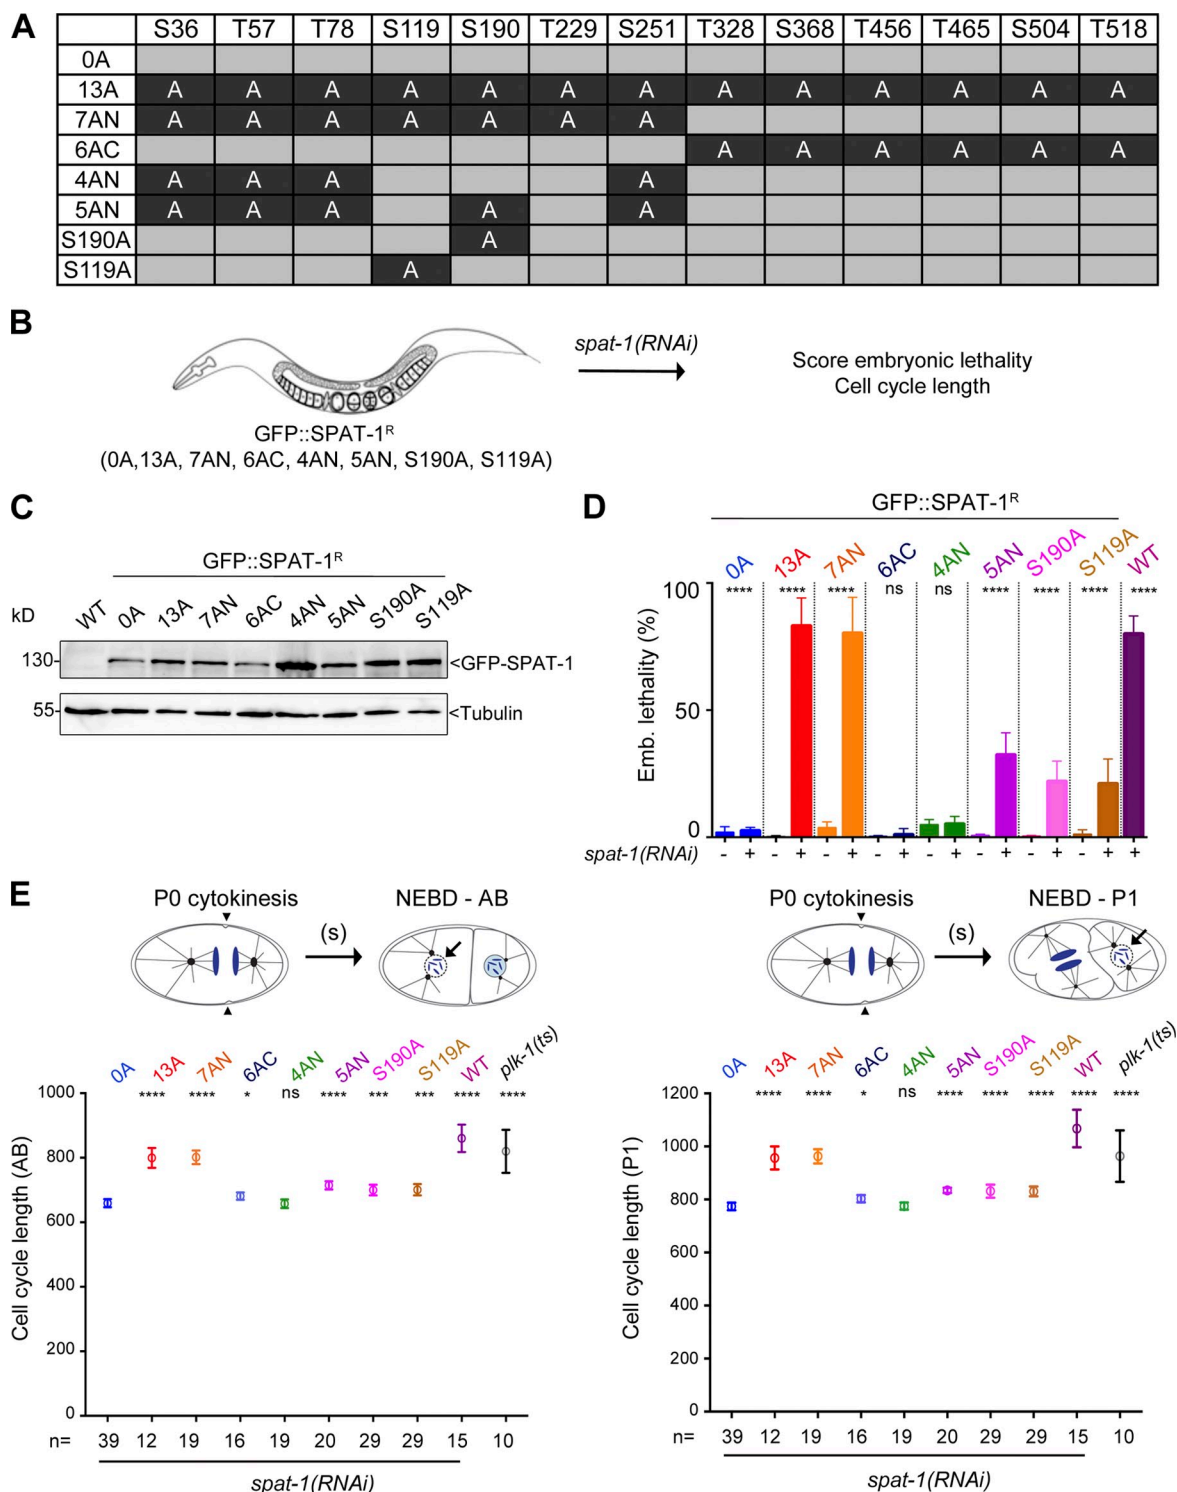 A
S36 T57 T78 S119 S190 T229 S251 T328 S368 T456 T465 S504 T518
0A
13A A A A A A A A A A A A A A
7AN A A A A A A A
6AC A A A A A A
4AN A A A A
5AN A A A A A
S190A A
S119A A
B
spat-1(RNAi)
Score embryonic lethality
Cell cycle length
GFP::SPAT-1R
(0A,13A, 7AN, 6AC, 4AN, 5AN, S190A, S119A)
C
GFP::SPAT-1R
kD WT 0A 13A 7AN 6AC 4AN 5AN S190A S119A
130- <GFP-SPAT-1
55- <Tubulin
D
GFP::SPAT-1R
0A 13A 7AN 6AC 4AN 5AN S190A S119A WT
**** **** **** ns ns **** **** **** ****
Emb. lethality (%)
100
50
0
spat-1(RNAi) - + - + - + - + - + - + - + - + +
E
P0 cytokinesis (s) NEBD - AB
0A 13A 7AN 6AC 4AN 5AN S190A S119A WT plk-1(ts)
**** **** * ns **** *** *** **** ****
Cell cycle length (AB)
1000
800
600
400
200
0
n= 39 12 19 16 19 20 29 29 15 10
spat-1(RNAi)
P0 cytokinesis (s) NEBD - P1
0A 13A 7AN 6AC 4AN 5AN S190A S119A WT plk-1(ts)
**** **** * ns **** **** **** **** ****
Cell cycle length (P1)
1200
1000
800
600
400
200
0
n= 39 12 19 16 19 20 29 29 15 10
spat-1(RNAi)